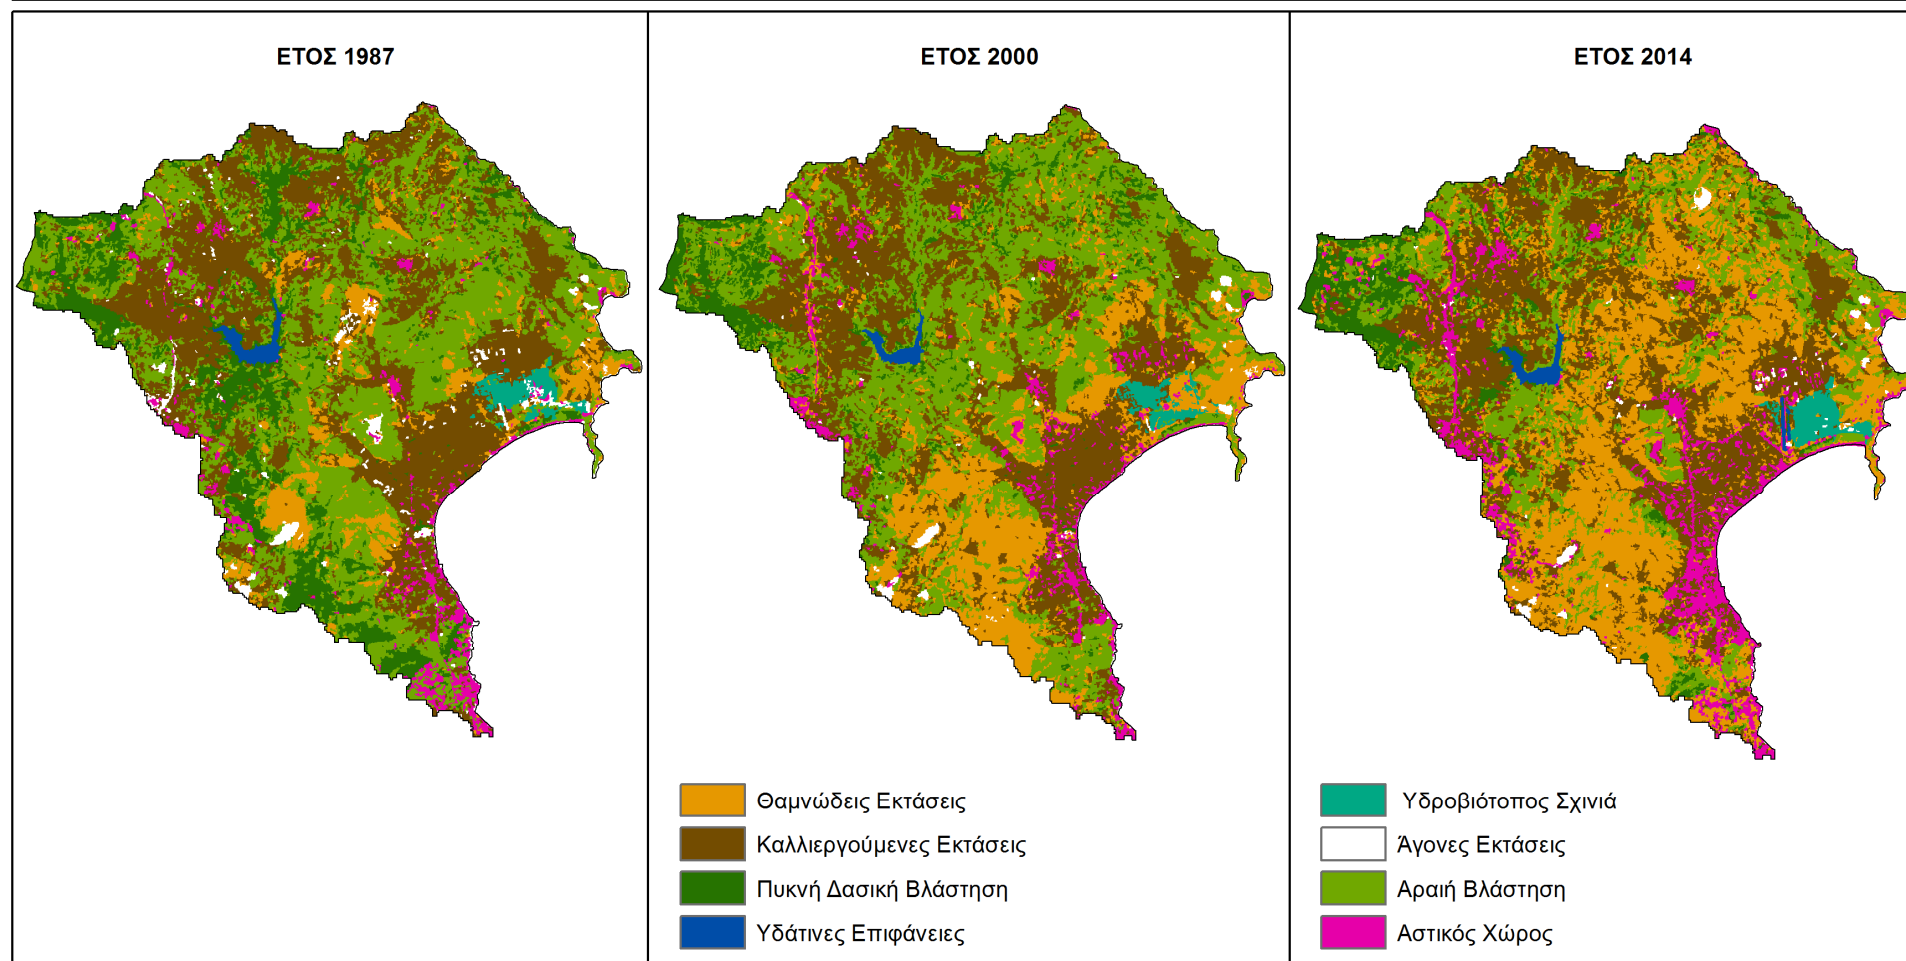 ΕΤΟΣ 1987
ΕΤΟΣ 2000
ΕΤΟΣ 2014
Θαμνώδεις Εκτάσεις
Καλλιεργούμενες Εκτάσεις
Πυκνή Δασική Βλάστηση
Υδάτινες Επιφάνειες
Υδροβιότοπος Σχινιά
Άγονες Εκτάσεις
Αραιή Βλάστηση
Αστικός Χώρος